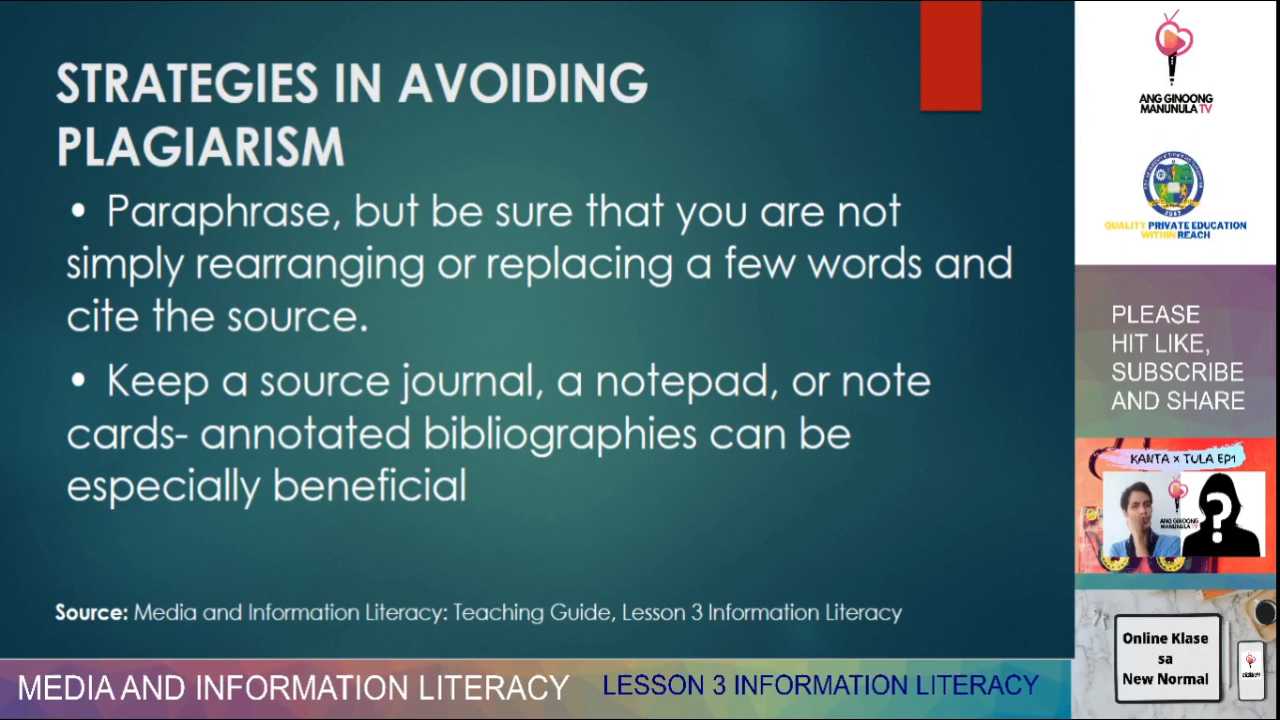 STRATEGIES IN AVOIDING
PLAGIARISM
• Paraphrase, but be sure that you are not
simply rearranging or replacing a few words and
cite the source.
• Keep a source journal, a notepad, or note
cards- annotated bibliographies can be
especially beneficial
Source: Media and Information Literacy: Teaching Guide, Lesson 3 Information Literacy
MEDIA AND INFORMATION LITERACY
LESSON 3 INFORMATION LITERACY
ANG GINOONG
MANUNULA TV
QUALITY PRIVATE EDUCATION
WITHIN REACH
PLEASE
HIT LIKE,
SUBSCRIBE
AND SHARE
KANTA x TULA EP1
ANG GINOONG
MANUNULA TV
?
Online Klase
sa
New Normal